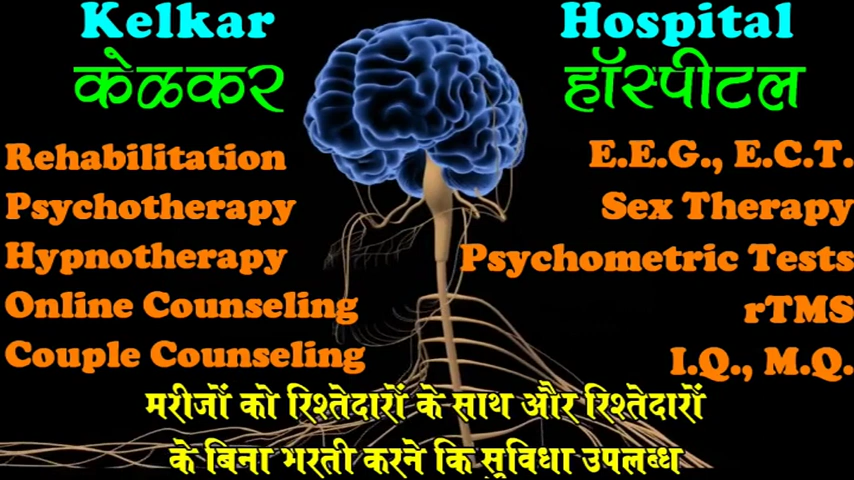 Kelkar Hospital
केळकर हॉस्पीटल
Rehabilitation
Psychotherapy
Hypnotherapy
Online Counseling
Couple Counseling
E.E.G., E.C.T.
Sex Therapy
Psychometric Tests
rTMS
I.Q., M.Q.
मरीजों को रिश्तेदारों के साथ और रिश्तेदारों
के बिना भरती करने कि सुविधा उपलब्ध